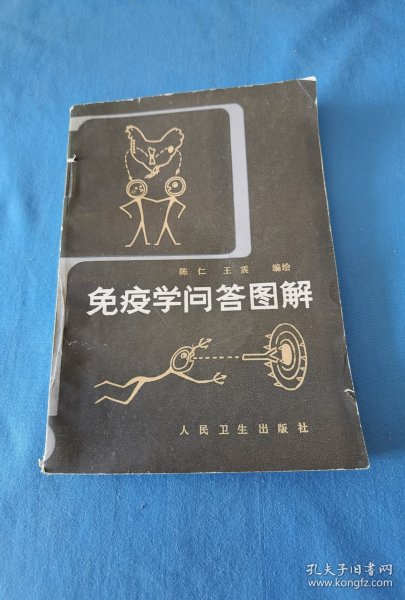 陈仁 王震 编绘
免疫学问答图解
人民卫生出版社
孔夫子旧书网
www.kongfz.com